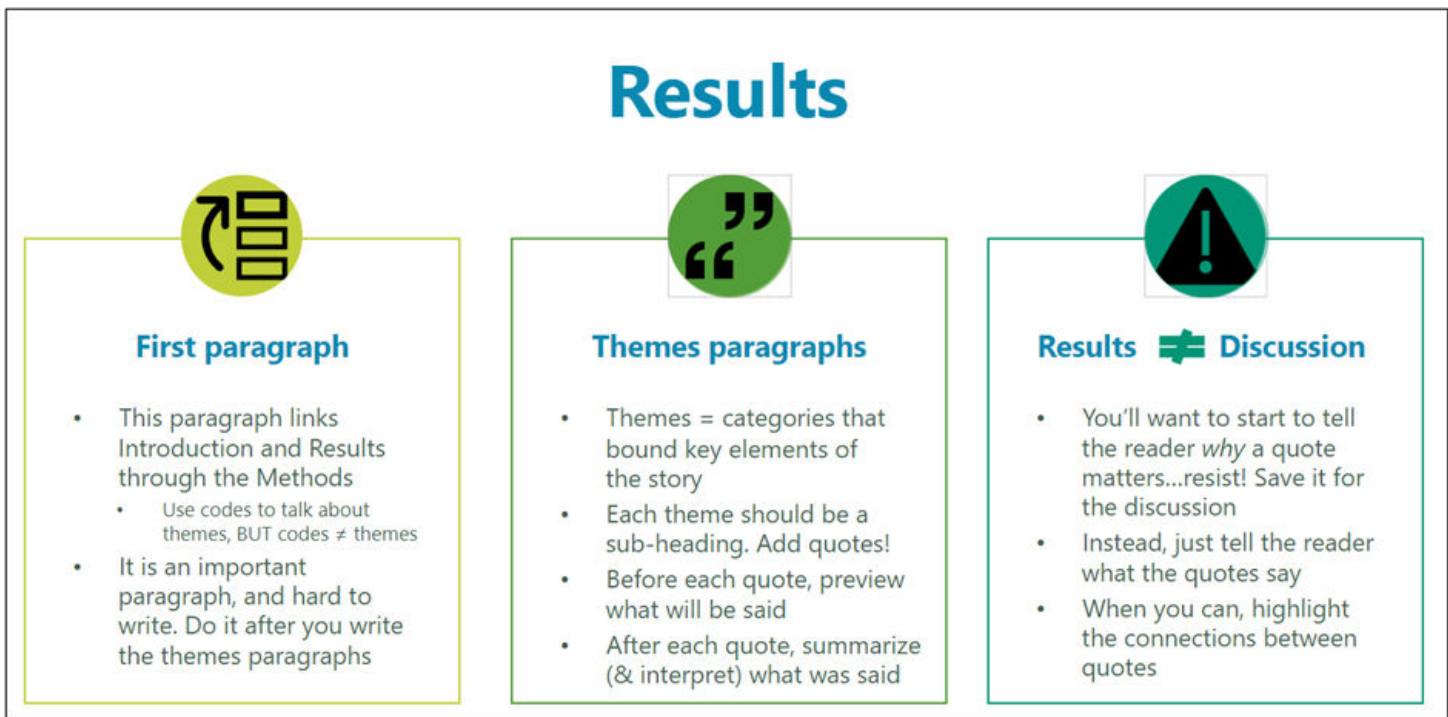 Results
First paragraph
• This paragraph links
Introduction and Results
through the Methods
• Use codes to talk about
themes, BUT codes ≠ themes
• It is an important
paragraph, and hard to
write. Do it after you write
the themes paragraphs
Themes paragraphs
• Themes = categories that
bound key elements of
the story
• Each theme should be a
sub-heading. Add quotes!
• Before each quote, preview
what will be said
• After each quote, summarize
(& interpret) what was said
Results ≠ Discussion
• You’ll want to start to tell
the reader why a quote
matters...resist! Save it for
the discussion
• Instead, just tell the reader
what the quotes say
• When you can, highlight
the connections between
quotes